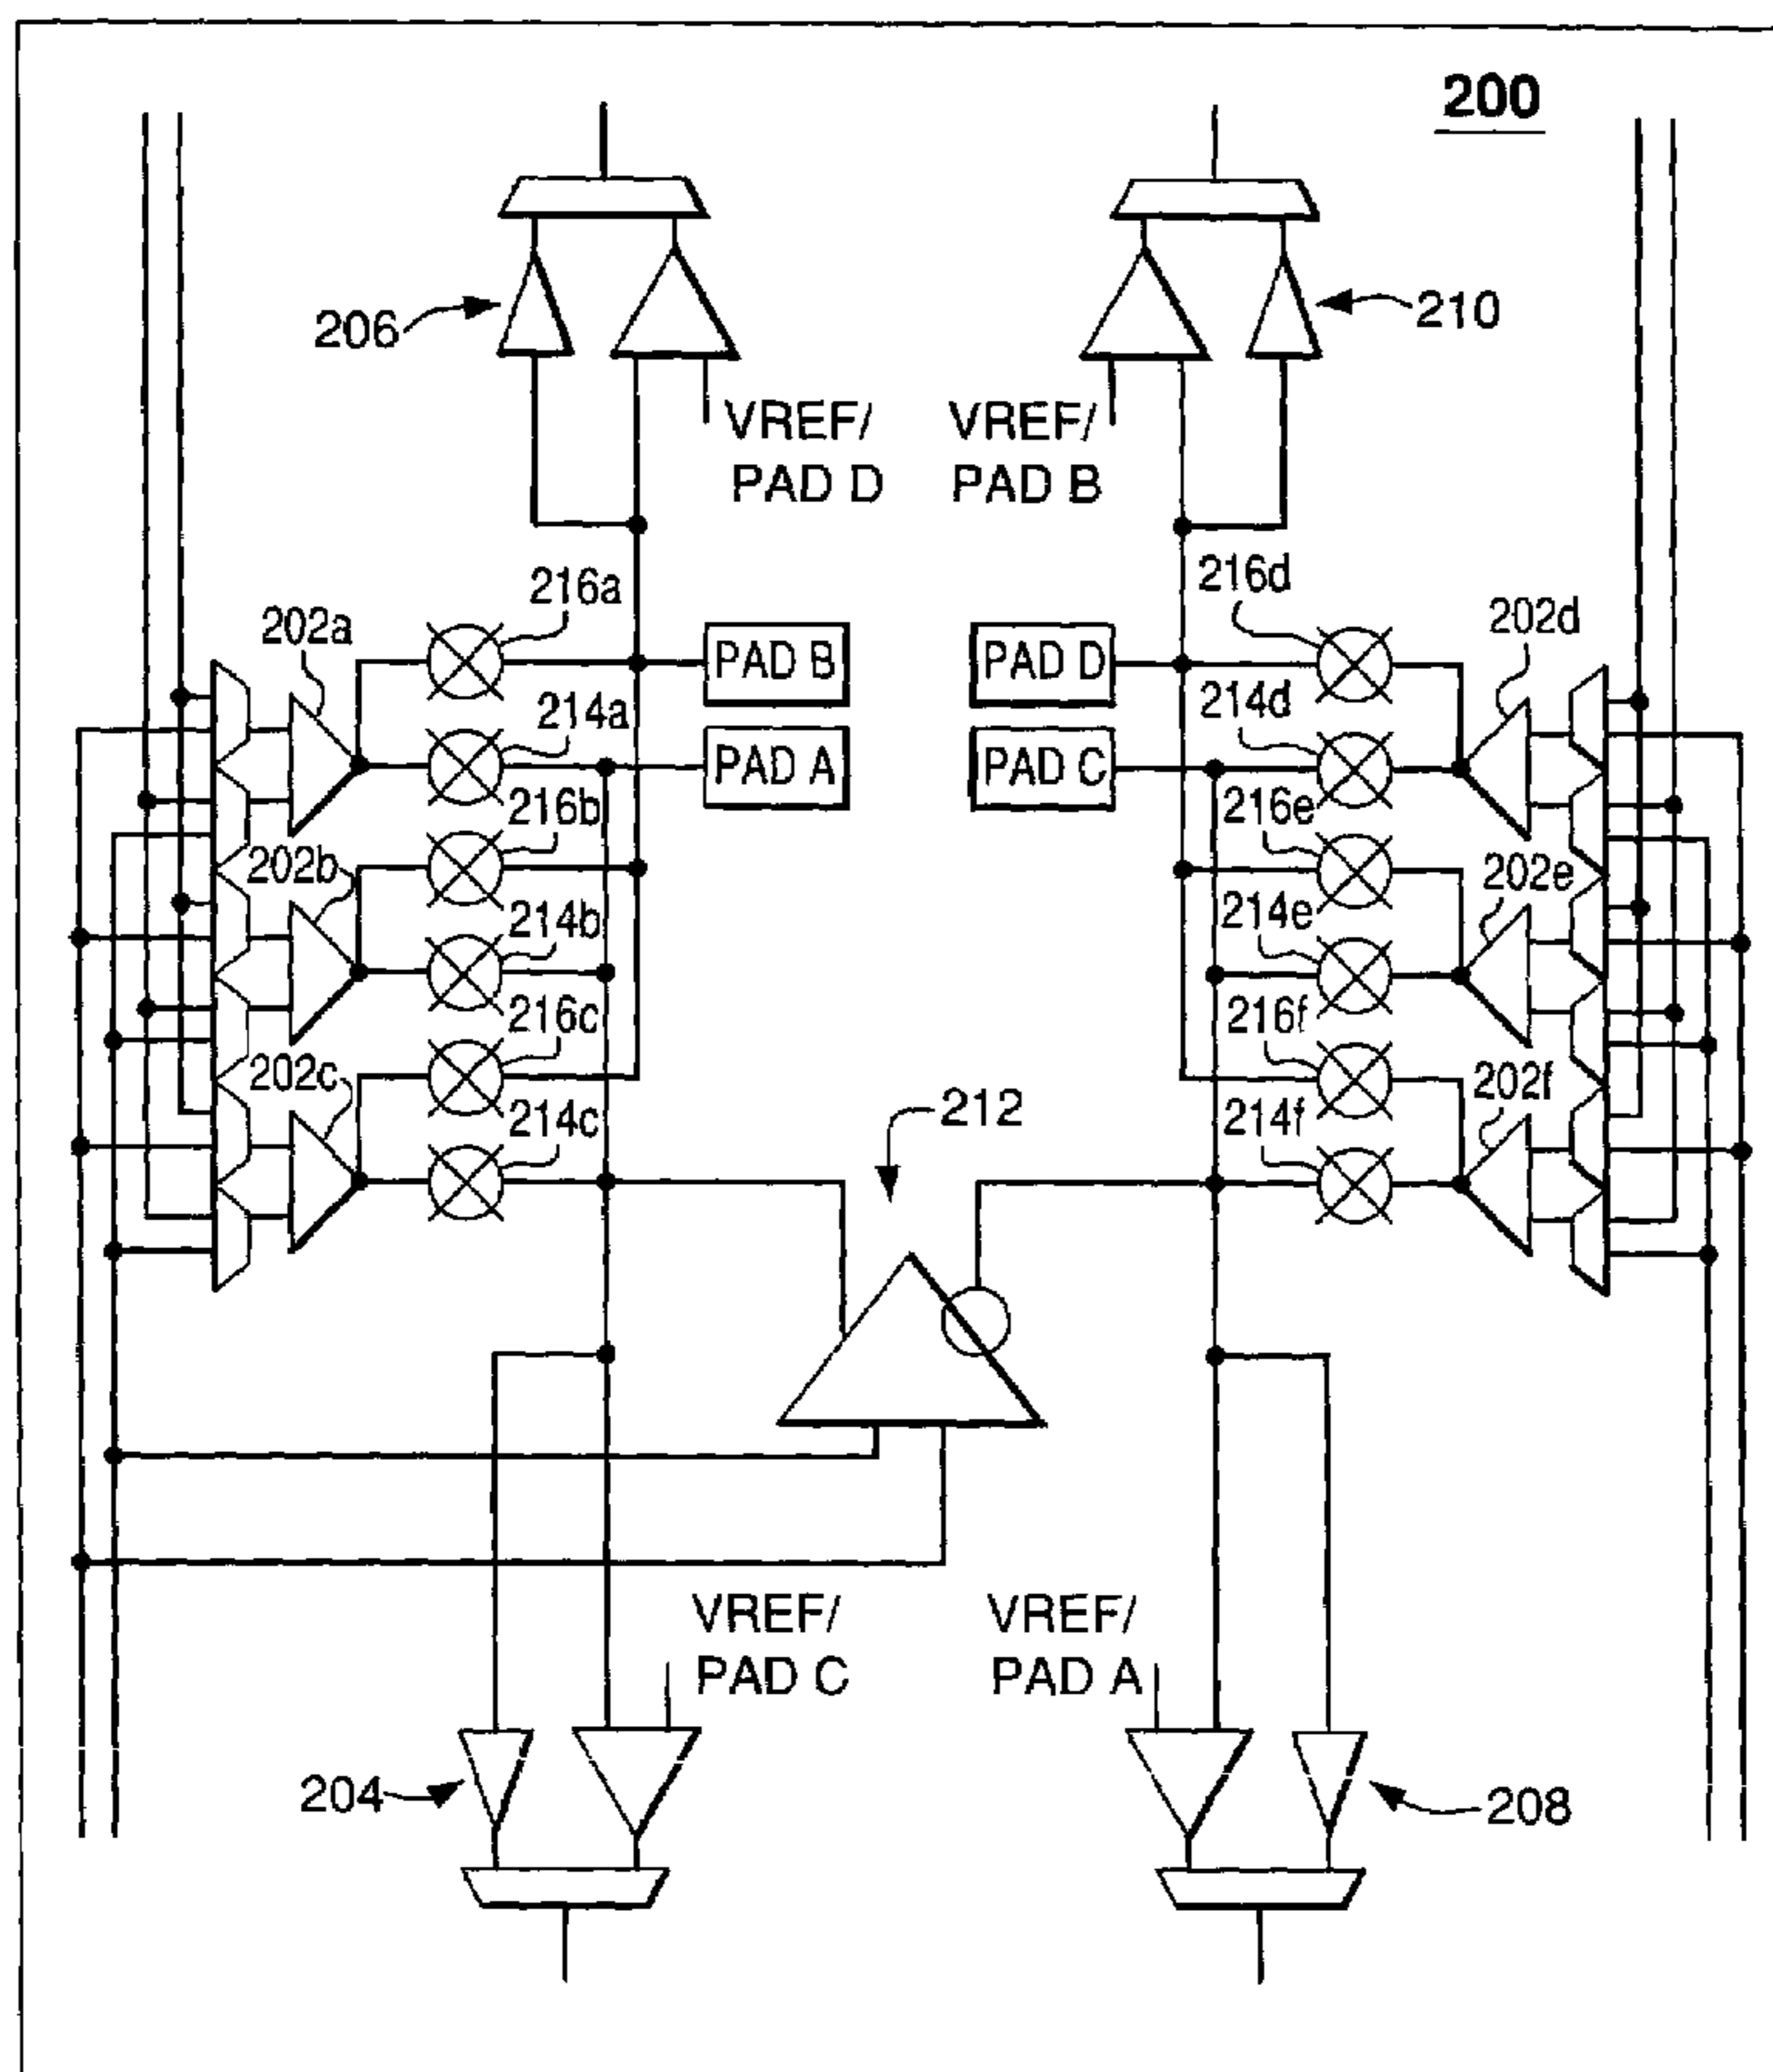 200
206
210
VREF/
PAD D
VREF/
PAD B
216a
216d
202a
202d
PAD B
PAD D
214a
214d
PAD A
PAD C
216b
216e
202b
202e
214b
214e
216c
216f
202c
202f
214c
212
214f
VREF/
PAD C
VREF/
PAD A
204
208